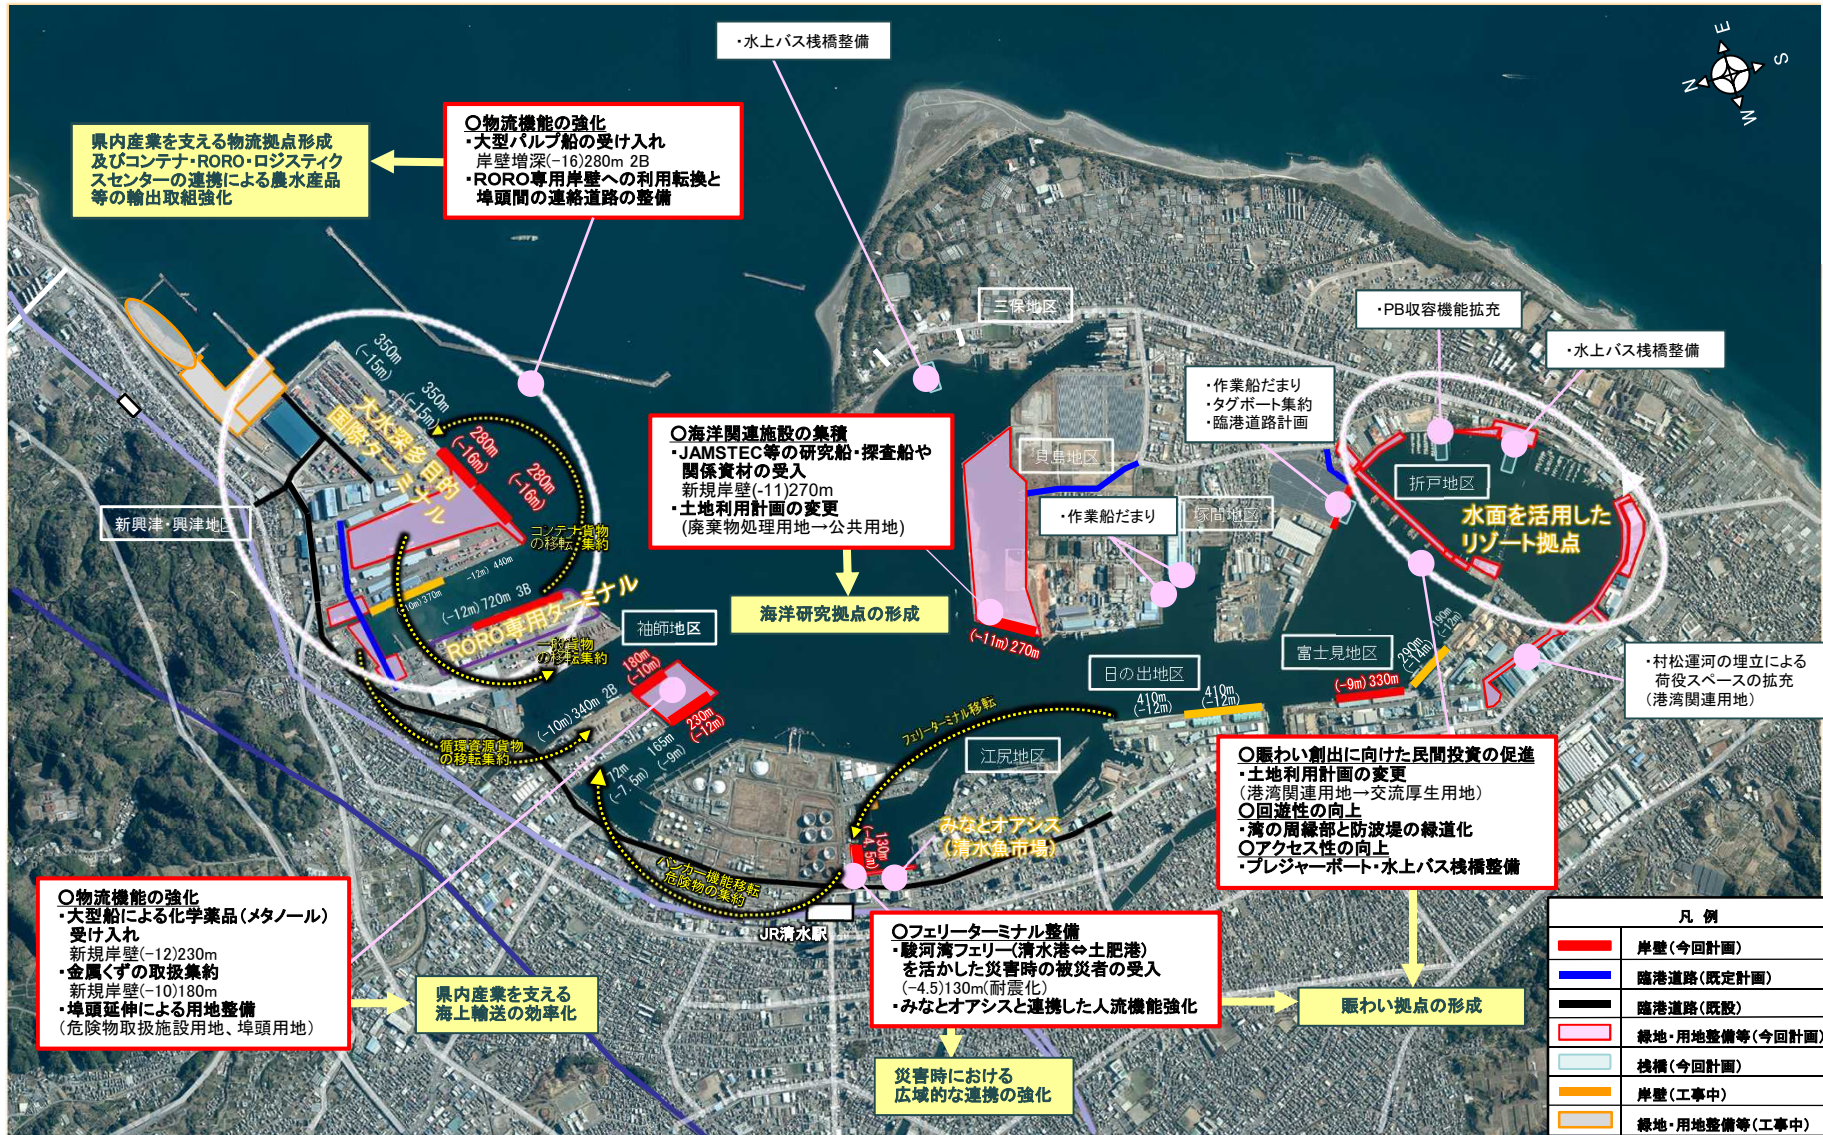 ・水上バス桟橋整備
E
S
N
W
県内産業を支える物流拠点形成
及びコンテナ・RORO・ロジスティク
スセンターの連携による農水産品
等の輸出取組強化
〇物流機能の強化
・大型パルプ船の受け入れ
岸壁増深(-16)280m 2B
・RORO専用岸壁への利用転換と
埠頭間の連絡道路の整備
三保地区
・PB収容機能拡充
・水上バス桟橋整備
・作業船だまり
・タグボート集約
・臨港道路計画
350m
(-15m)
350m
(-15m)
大水深多目的
国際ターミナル
280m
(-16m)
280m
(-16m)
〇海洋関連施設の集積
・JAMSTEC等の研究船・探査船や
関係資材の受入
新規岸壁(-11)270m
・土地利用計画の変更
(廃棄物処理用地→公共用地)
貝島地区
折戸地区
・作業船だまり
塚間地区
水面を活用した
リゾート拠点
新興津・興津地区
コンテナ貨物
の移転・集約
-12m) 440m
10m) 370m
(-12m) 720m 3B
RORO専用ターミナル
海洋研究拠点の形成
袖師地区
一般貨物
の移転集約
(-11m) 270m
180m
(-10m)
190m
(-12m)
290m
(-14m)
富士見地区
日の出地区
(-9m) 330m
・村松運河の埋立による
荷役スペースの拡充
(港湾関連用地)
410m
(-12m)
410m
(-12m)
(-10m) 340m 2B
230m
(-12m)
フェリーターミナル移転
循環資源貨物
の移転集約
165m
(-9m)
72m
(-7.5m)
江尻地区
〇賑わい創出に向けた民間投資の促進
・土地利用計画の変更
(港湾関連用地→交流厚生用地)
〇回遊性の向上
・湾の周縁部と防波堤の緑道化
〇アクセス性の向上
・プレジャーボート・水上バス桟橋整備
130m
(-4.5m)
みなとオアシス
(清水魚市場)
バンカー機能移転
危険物の集約
〇物流機能の強化
・大型船による化学薬品(メタノール)
受け入れ
新規岸壁(-12)230m
・金属くずの取扱集約
新規岸壁(-10)180m
・埠頭延伸による用地整備
(危険物取扱施設用地、埠頭用地)
JR清水駅
〇フェリーターミナル整備
・駿河湾フェリー(清水港⇔土肥港)
を活かした災害時の被災者の受入
(-4.5)130m(耐震化)
・みなとオアシスと連携した人流機能強化
県内産業を支える
海上輸送の効率化
賑わい拠点の形成
災害時における
広域的な連携の強化
凡 例
岸壁(今回計画)
臨港道路(既定計画)
臨港道路(既設)
緑地・用地整備等(今回計画)
桟橋(今回計画)
岸壁(工事中)
緑地・用地整備等(工事中)